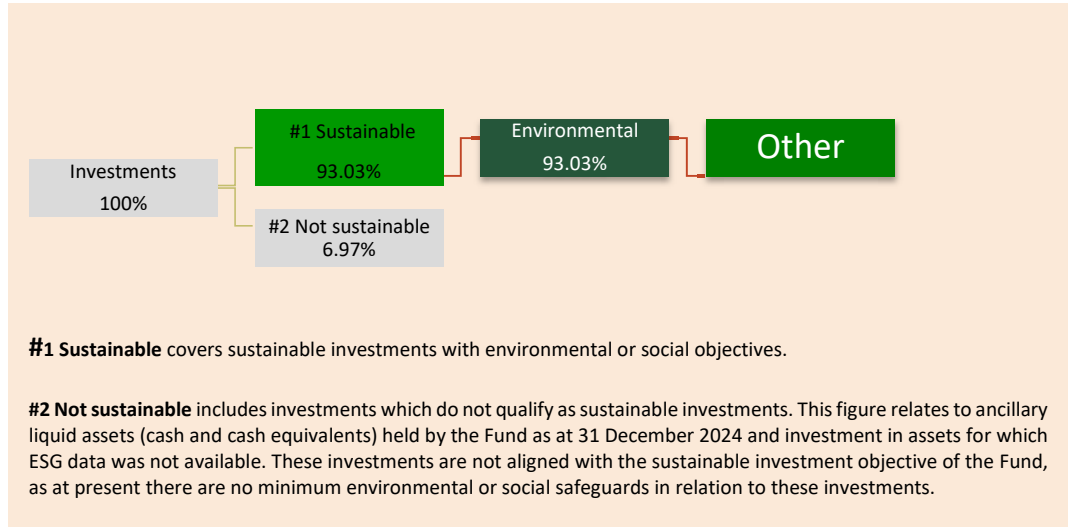 #1 Sustainable
93.03%
Environmental
93.03%
Other
Investments
100%
#2 Not sustainable
6.97%
#1 Sustainable covers sustainable investments with environmental or social objectives.
#2 Not sustainable includes investments which do not qualify as sustainable investments. This figure relates to ancillary
liquid assets (cash and cash equivalents) held by the Fund as at 31 December 2024 and investment in assets for which
ESG data was not available. These investments are not aligned with the sustainable investment objective of the Fund,
as at present there are no minimum environmental or social safeguards in relation to these investments.